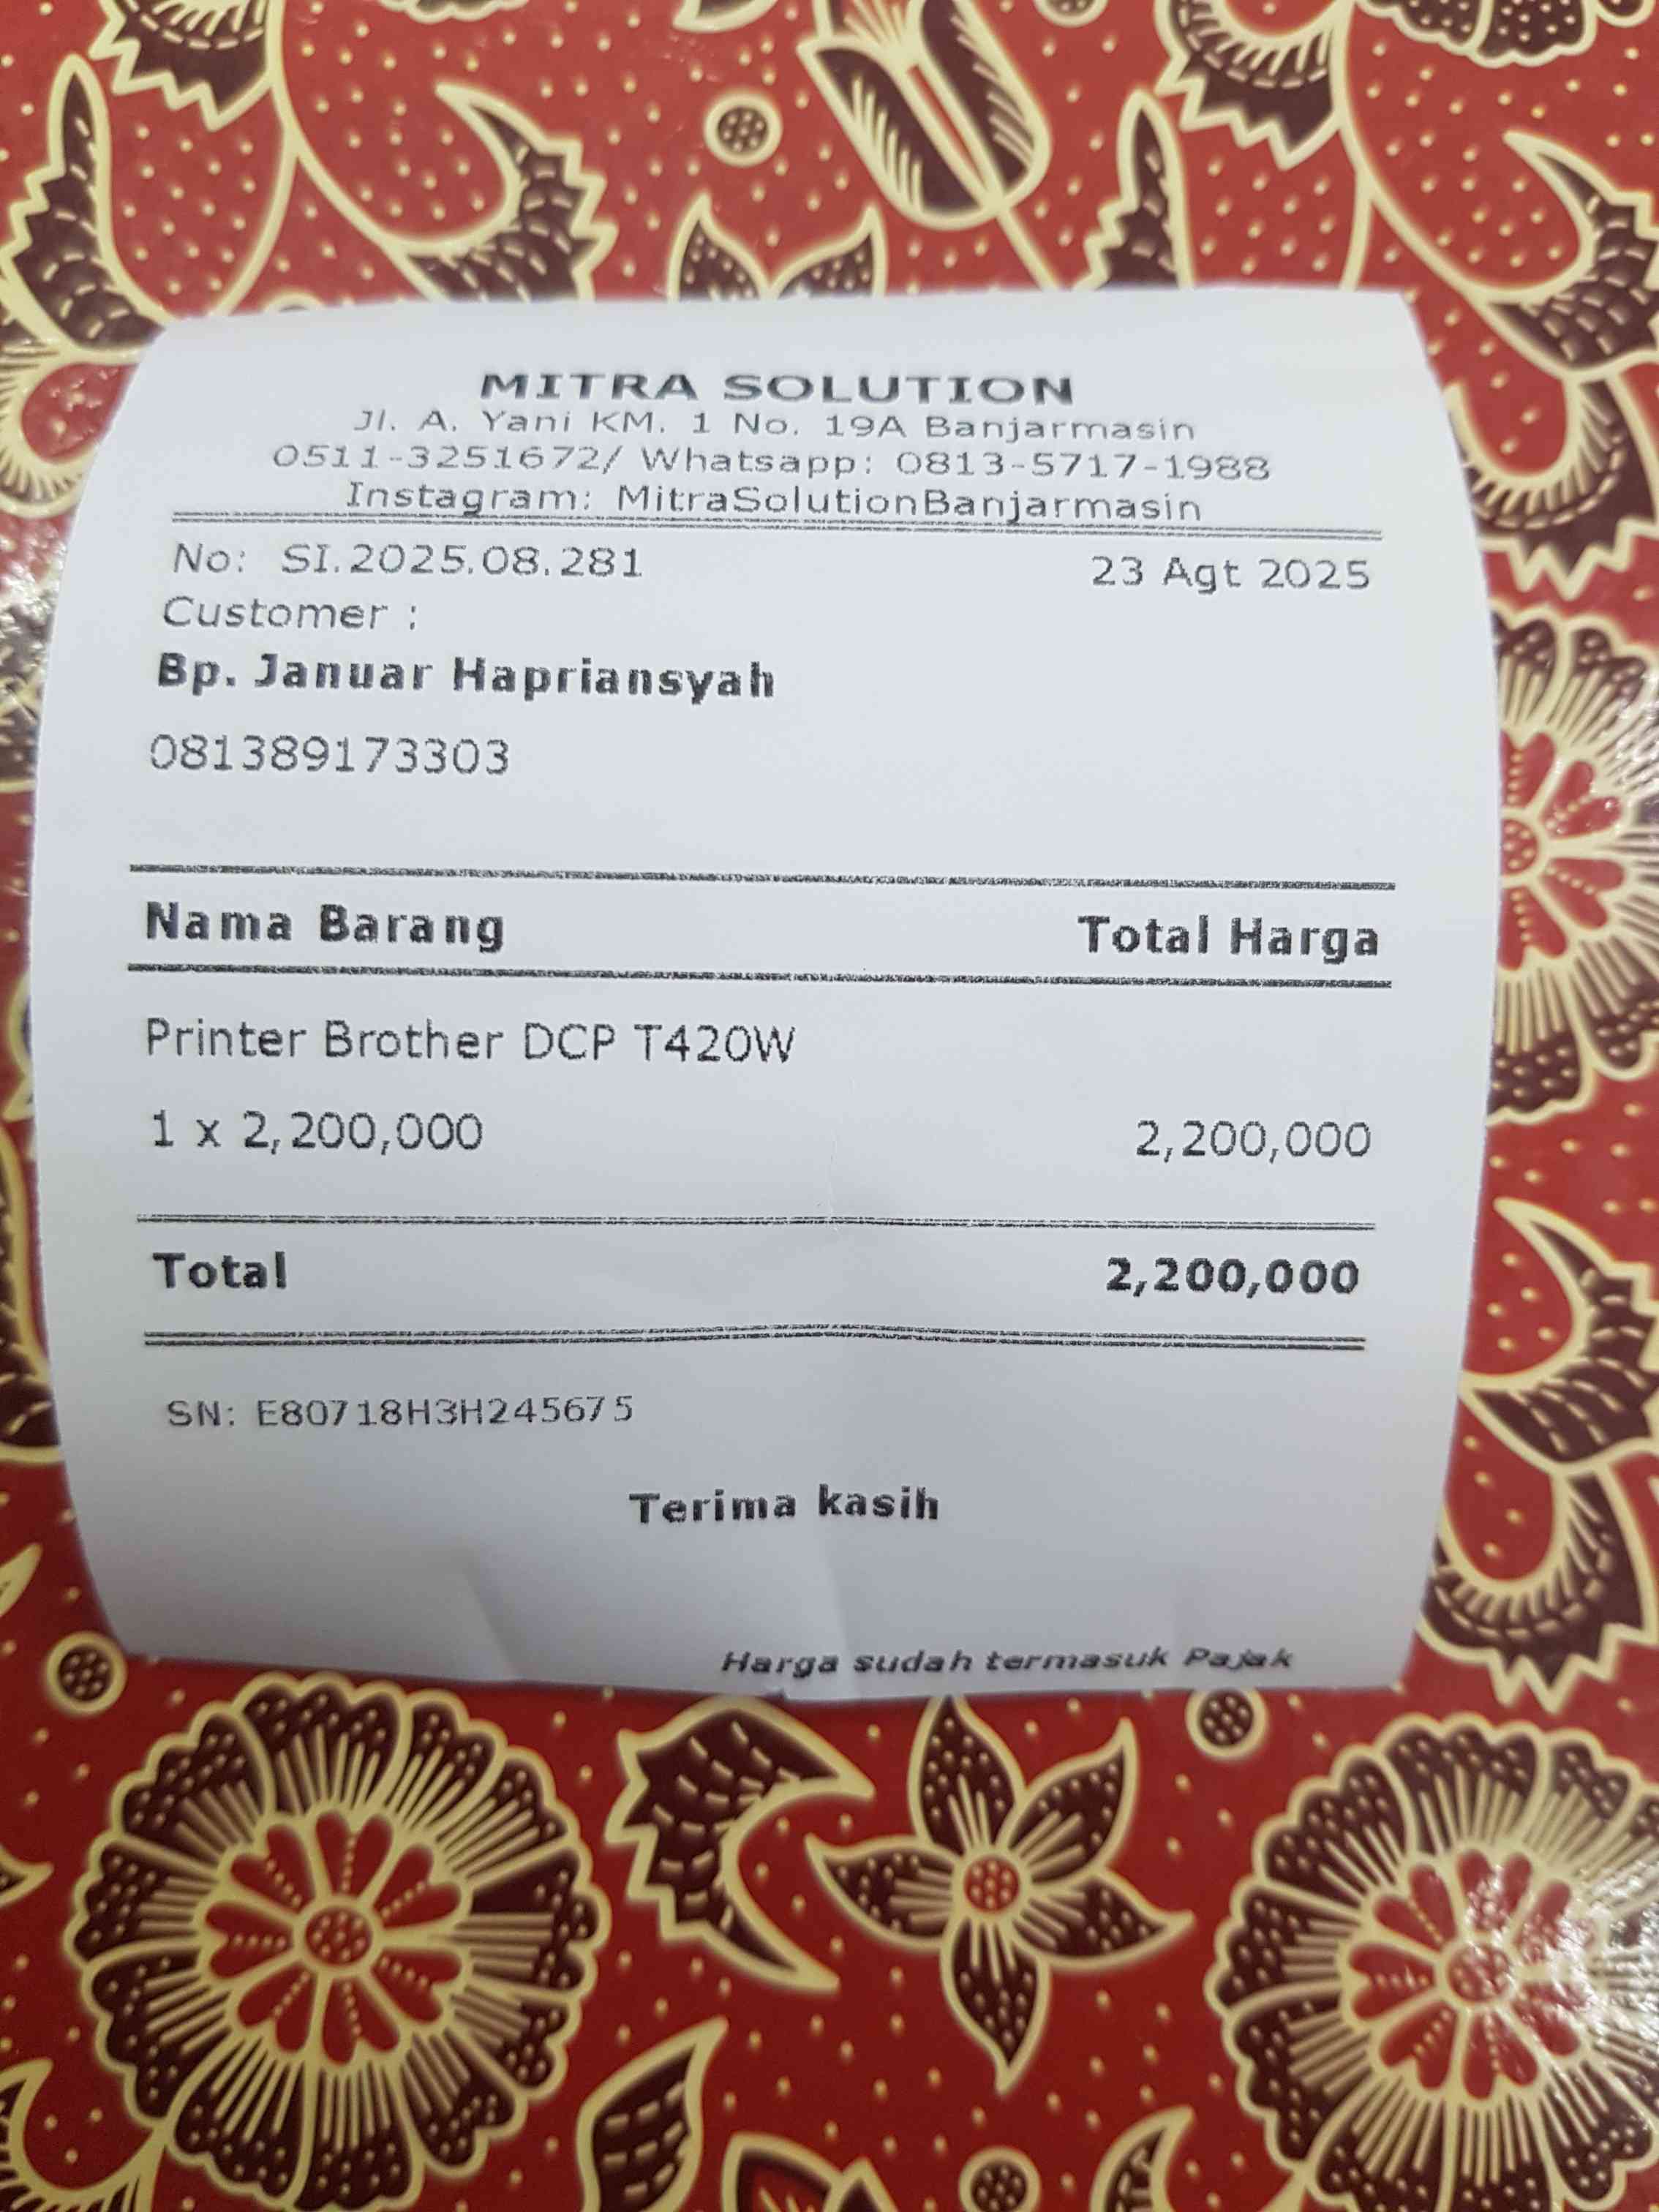 MITRA SOLUTION
Jl. A. Yani KM. 1 No. 19A Banjarmasin
0511-3251672/ Whatsapp: 0813-5717-1988
Instagram: MitraSolutionBanjarmasin
No: SI.2025.08.281 23 Agt 2025
Customer :
Bp. Januar Hapriansyah
081389173303
Nama Barang Total Harga
Printer Brother DCP T420W
1 x 2,200,000 2,200,000
Total 2,200,000
SN: E80718H3H245675
Terima kasih
Harga sudah termasuk Pajak